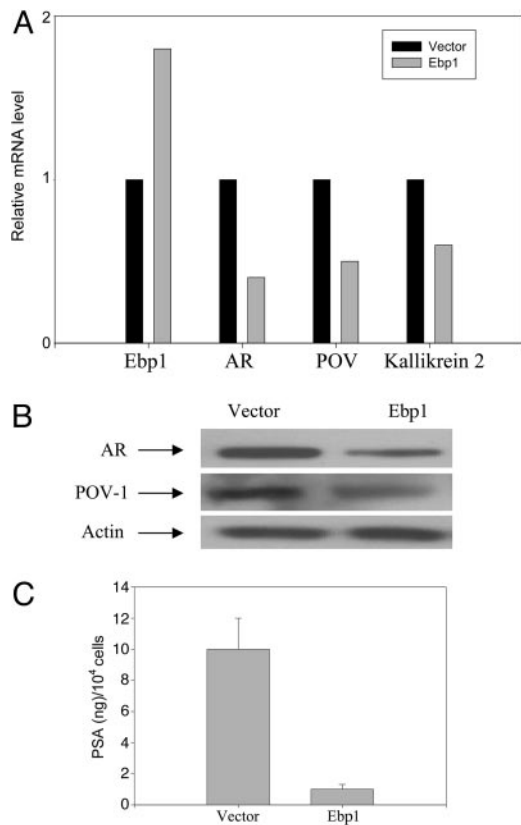 A
2
1
0
Relative mRNA level
Vector
Ebp1
Ebp1 AR POV Kallikrein 2
B
Vector Ebp1
AR
POV-1
Actin
C
14
12
10
8
6
4
2
0
PSA (ng)/10⁴ cells
Vector Ebp1